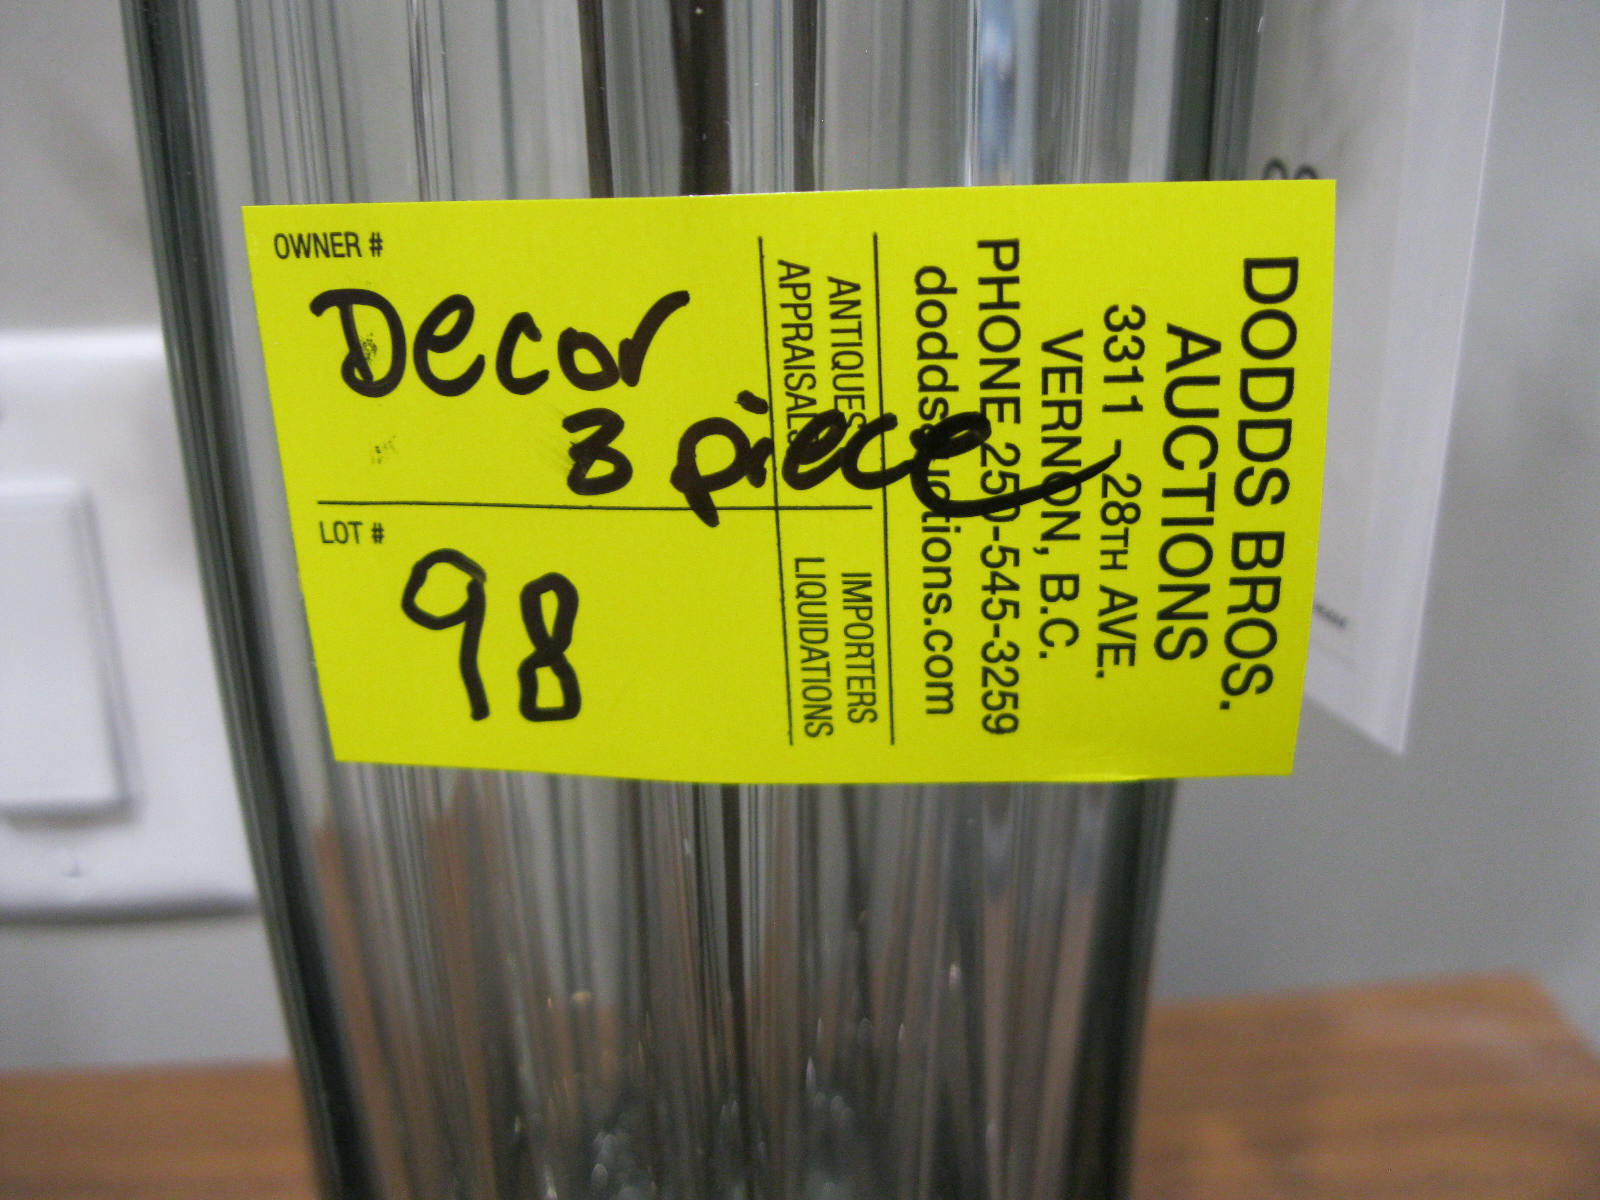 OWNER #
Decor
3 piece
LOT #
98
DODDS BROS.
AUCTIONS
3311 - 28TH AVE.
VERNON, B.C.
PHONE 250-545-3259
doddsauctions.com
ANTIQUES IMPORTERS
APPRAISALS LIQUIDATIONS